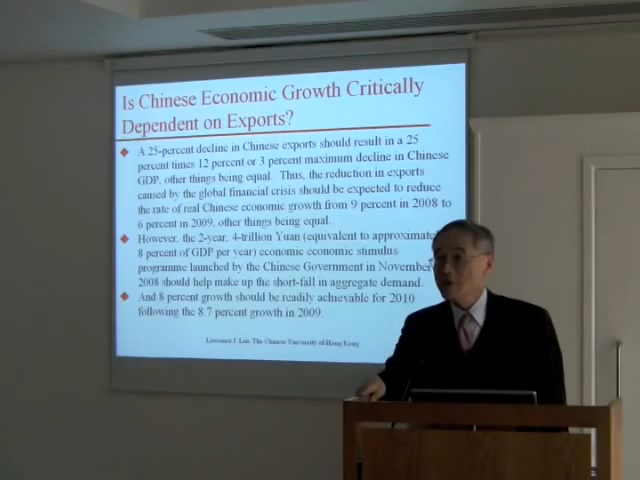 Is Chinese Economic Growth Critically
Dependent on Exports?
A 25-percent decline in Chinese exports should result in a 25
percent times 12 percent or 3 percent maximum decline in Chinese
GDP, other things being equal. Thus, the reduction in exports
caused by the global financial crisis should be expected to reduce
the rate of real Chinese economic growth from 9 percent in 2008 to
6 percent in 2009, other things being equal.
However, the 2-year, 4-trillion Yuan (equivalent to approximat
8 percent of GDP per year) economic economic stimulus
programme launched by the Chinese Government in November
2008 should help make up the short-fall in aggregate demand.
And 8 percent growth should be readily achievable for 2010
following the 8.7 percent growth in 2009.
Lawrence J. Lau, The Chinese University of Hong Kong